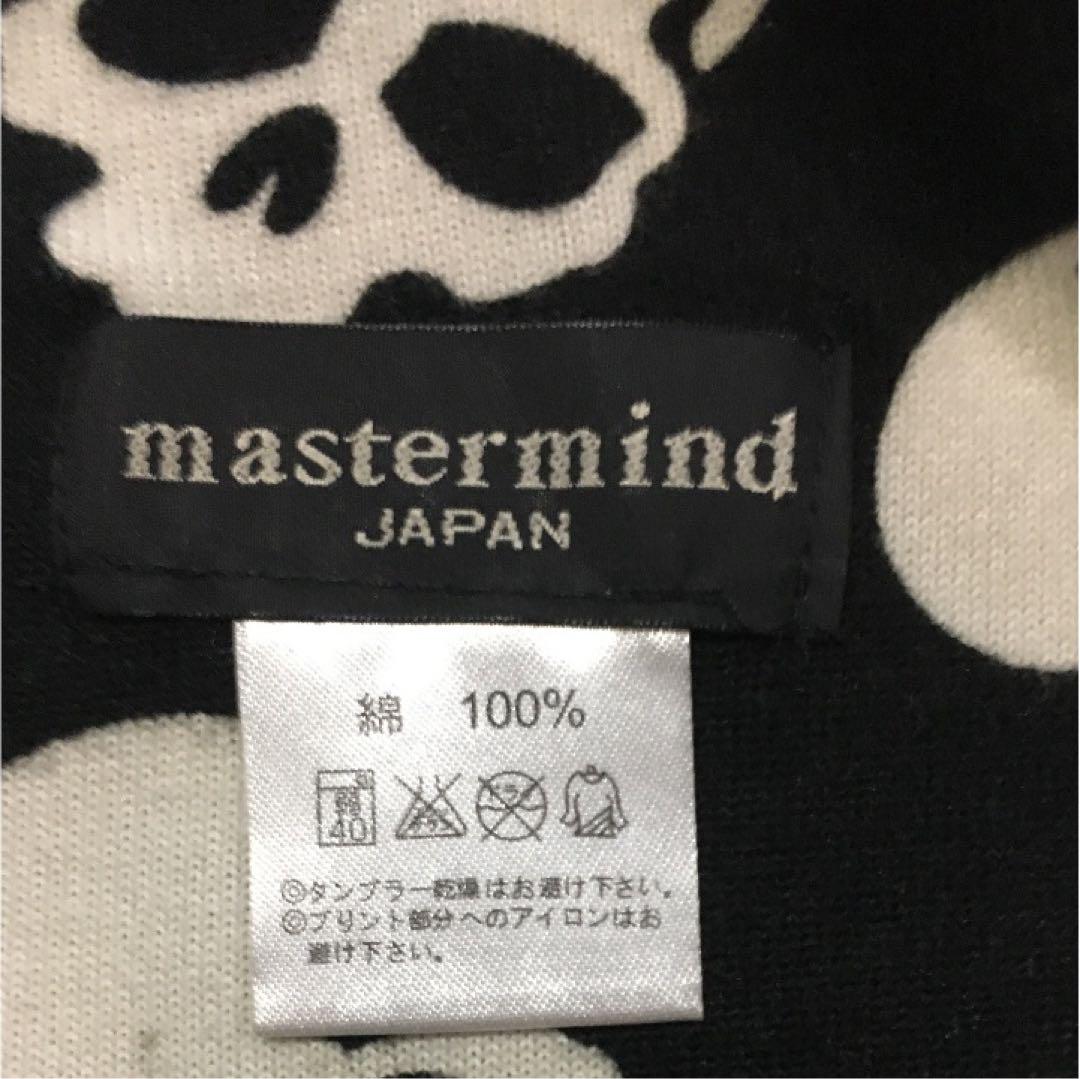 mastermind
JAPAN
綿 100%
40
◎タンブラー乾燥はお避け下さい。
◎プリント部分へのアイロンはお
避け下さい。